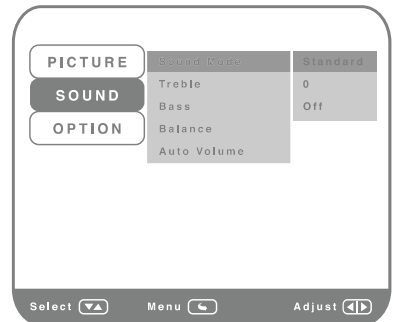 PICTURE
SOUND
OPTION
Sound Mode Standard
Treble 0
Bass Off
Balance
Auto Volume
Select Menu Adjust